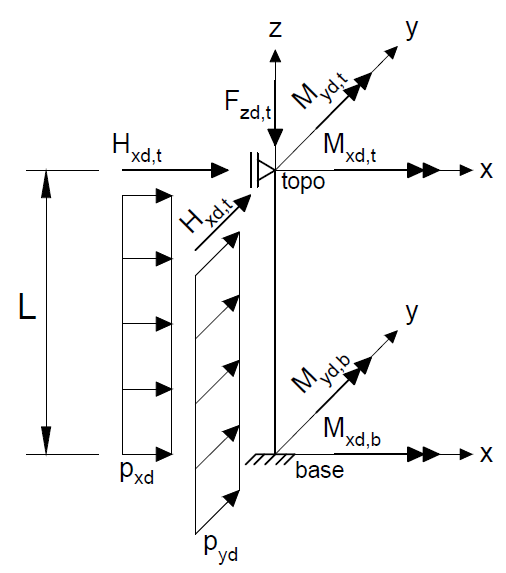 z
y
M_yd,t
F_zd,t
H_xd,t
M_xd,t
x
topo
H_xd,t
L
y
M_yd,b
M_xd,b
x
base
p_xd
p_yd